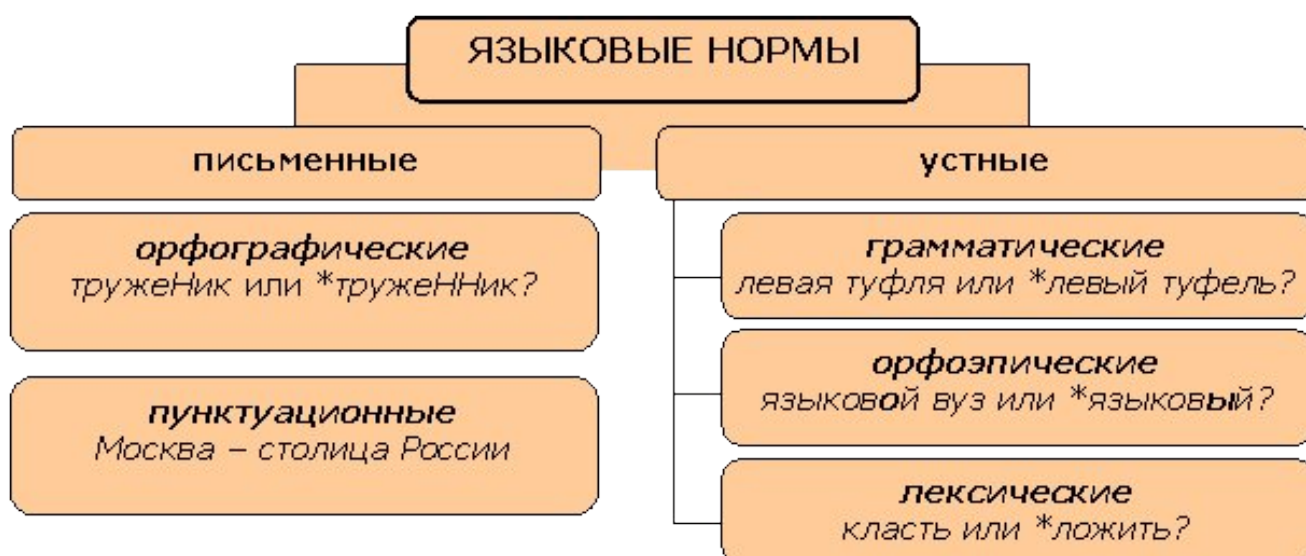 ЯЗЫКОВЫЕ НОРМЫ
письменные
орфографические
тружеНик или *тружеННик?
пунктуационные
Москва – столица России
устные
грамматические
левая туфля или *левый туфель?
орфоэпические
языковой вуз или *языковый?
лексические
класть или *ложить?